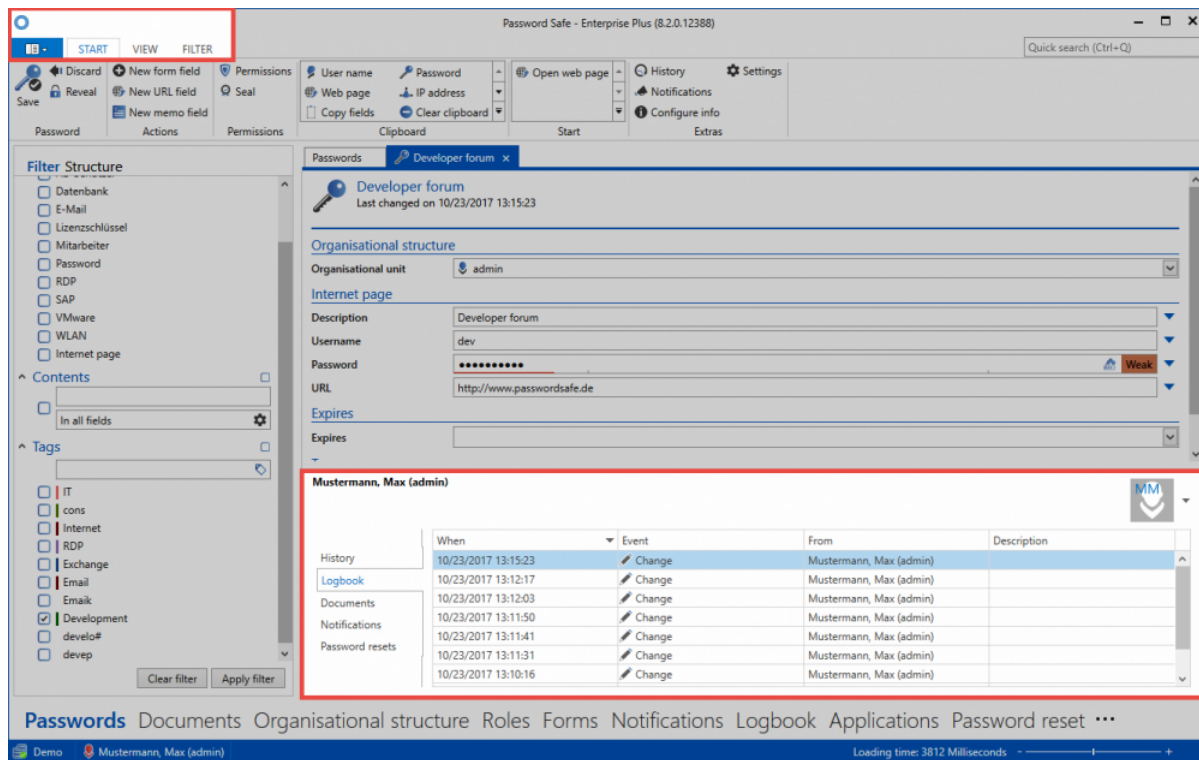 Password Safe - Enterprise Plus (8.2.0.12388)
START VIEW FILTER
Quick search (Ctrl+Q)
Save
Discard
Reveal
Password
New form field
New URL field
New memo field
Actions
Permissions
Seal
Permissions
User name Password
Web page IP address
Copy fields Clear clipboard
Clipboard
Open web page
Start
History
Notifications
Configure info
Settings
Extras
Filter Structure
Datenbank
E-Mail
Lizenzschlüssel
Mitarbeiter
Password
RDP
SAP
VMware
WLAN
Internet page
Contents
In all fields
Tags
IT
cons
Internet
RDP
Exchange
Email
Emaik
Development
develo#
devep
Clear filter Apply filter
Passwords Developer forum x
Developer forum
Last changed on 10/23/2017 13:15:23
Organisational structure
Organisational unit admin
Internet page
Description Developer forum
Username dev
Password •••••••••• Weak
URL http://www.passwordsafe.de
Expires
Expires
Mustermann, Max (admin)
MM
History
Logbook
Documents
Notifications
Password resets
When Event From Description
10/23/2017 13:15:23 Change Mustermann, Max (admin)
10/23/2017 13:12:17 Change Mustermann, Max (admin)
10/23/2017 13:12:03 Change Mustermann, Max (admin)
10/23/2017 13:11:50 Change Mustermann, Max (admin)
10/23/2017 13:11:41 Change Mustermann, Max (admin)
10/23/2017 13:11:31 Change Mustermann, Max (admin)
10/23/2017 13:10:16 Change Mustermann, Max (admin)
Passwords Documents Organisational structure Roles Forms Notifications Logbook Applications Password reset •••
Demo Mustermann, Max (admin) Loading time: 3812 Milliseconds - +